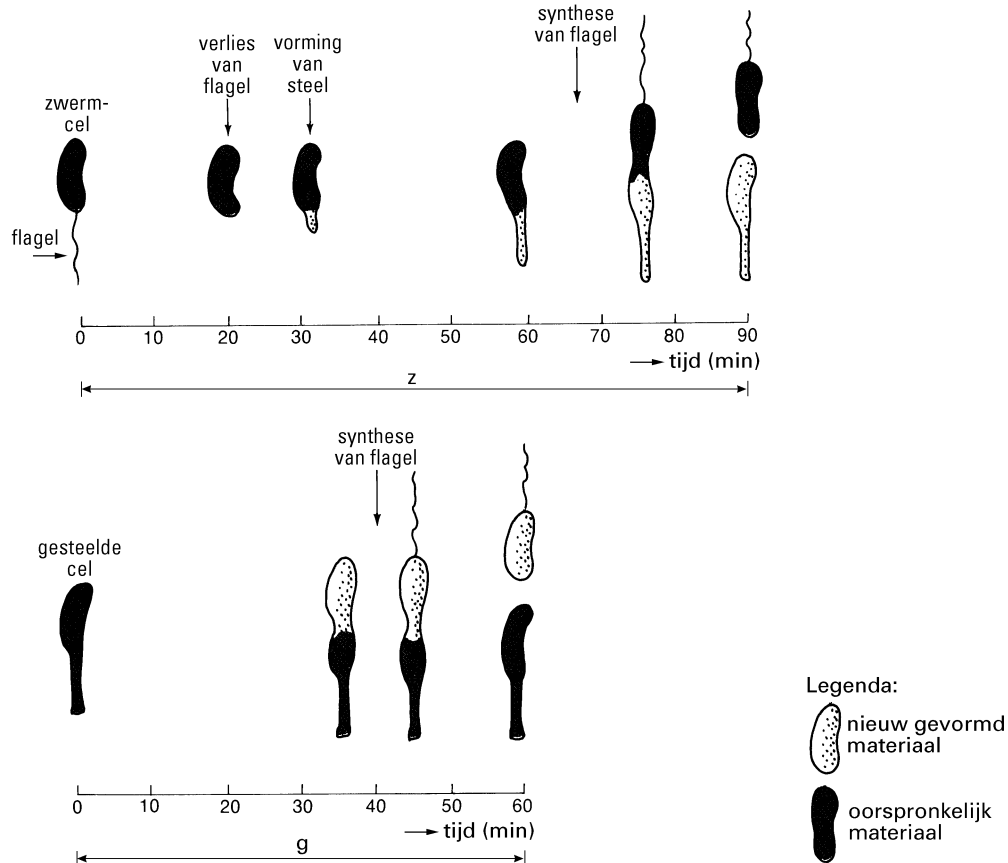 synthese
van flagel
verlies
van
flagel
vorming
van
steel
zwerm-
cel
flagel
0 10 20 30 40 50 60 70 80 90
tijd (min)
z
synthese
van flagel
gesteelde
cel
0 10 20 30 40 50 60
tijd (min)
g
Legenda:
nieuw gevormd
materiaal
oorspronkelijk
materiaal